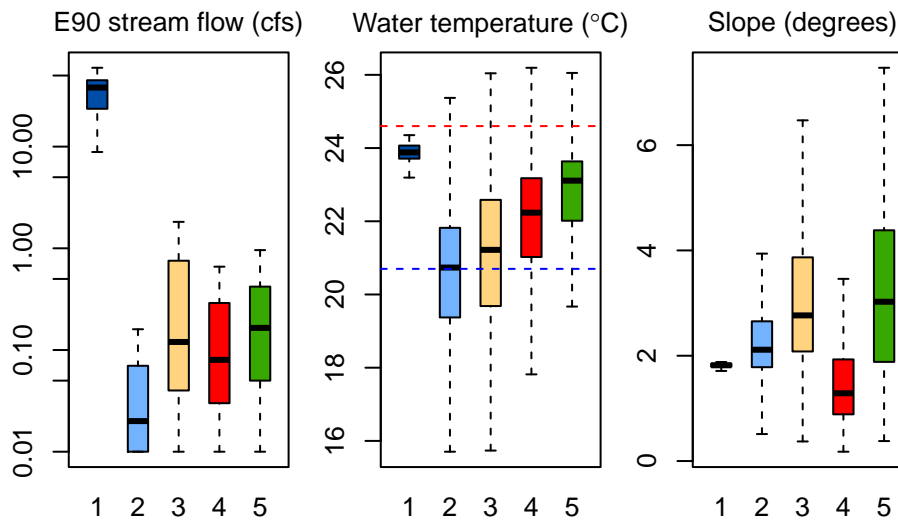 E90 stream flow (cfs)
Water temperature (°C)
Slope (degrees)
10.00
1.00
0.10
0.01
1 2 3 4 5
26
24
22
20
18
16
1 2 3 4 5
6
4
2
0
1 2 3 4 5